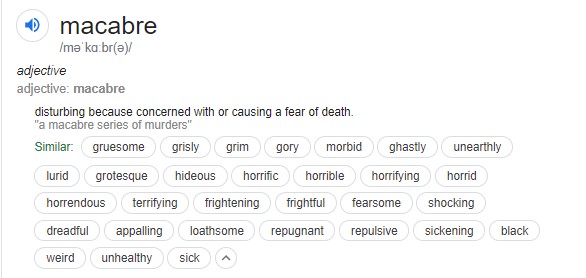 macabre
/məˈkɑːbr(ə)/
adjective
adjective: macabre
disturbing because concerned with or causing a fear of death.
"a macabre series of murders"
Similar: gruesome grisly grim gory morbid ghastly unearthly
lurid grotesque hideous horrific horrible horrifying horrid
horrendous terrifying frightening frightful fearsome shocking
dreadful appalling loathsome repugnant repulsive sickening black
weird unhealthy sick